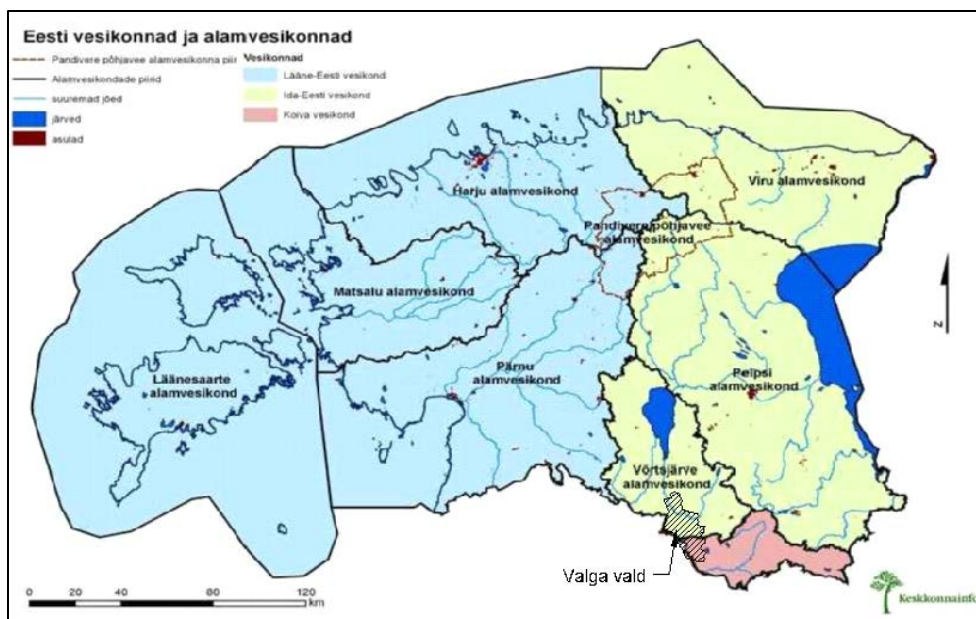 Eesti vesikonnad ja alamvesikonnad
Pandivere põhjavee alamvesikonna piir
Alamvesikondade piirid
suuremad jõed
järved
asulad
Vesikonnad
Lääne-Eesti vesikond
Ida-Eesti vesikond
Koiva vesikond
Harju alamvesikond
Viru alamvesikond
Pandivere põhjavee
alamvesikond
Matsalu alamvesikond
Läänesaarte
alamvesikond
Pärnu
alamvesikond
Peipsi
alamvesikond
Võrtsjärve
alamvesikond
Valga vald
N
0 20 40 60 80 100 120
km
Keskkonnainfo